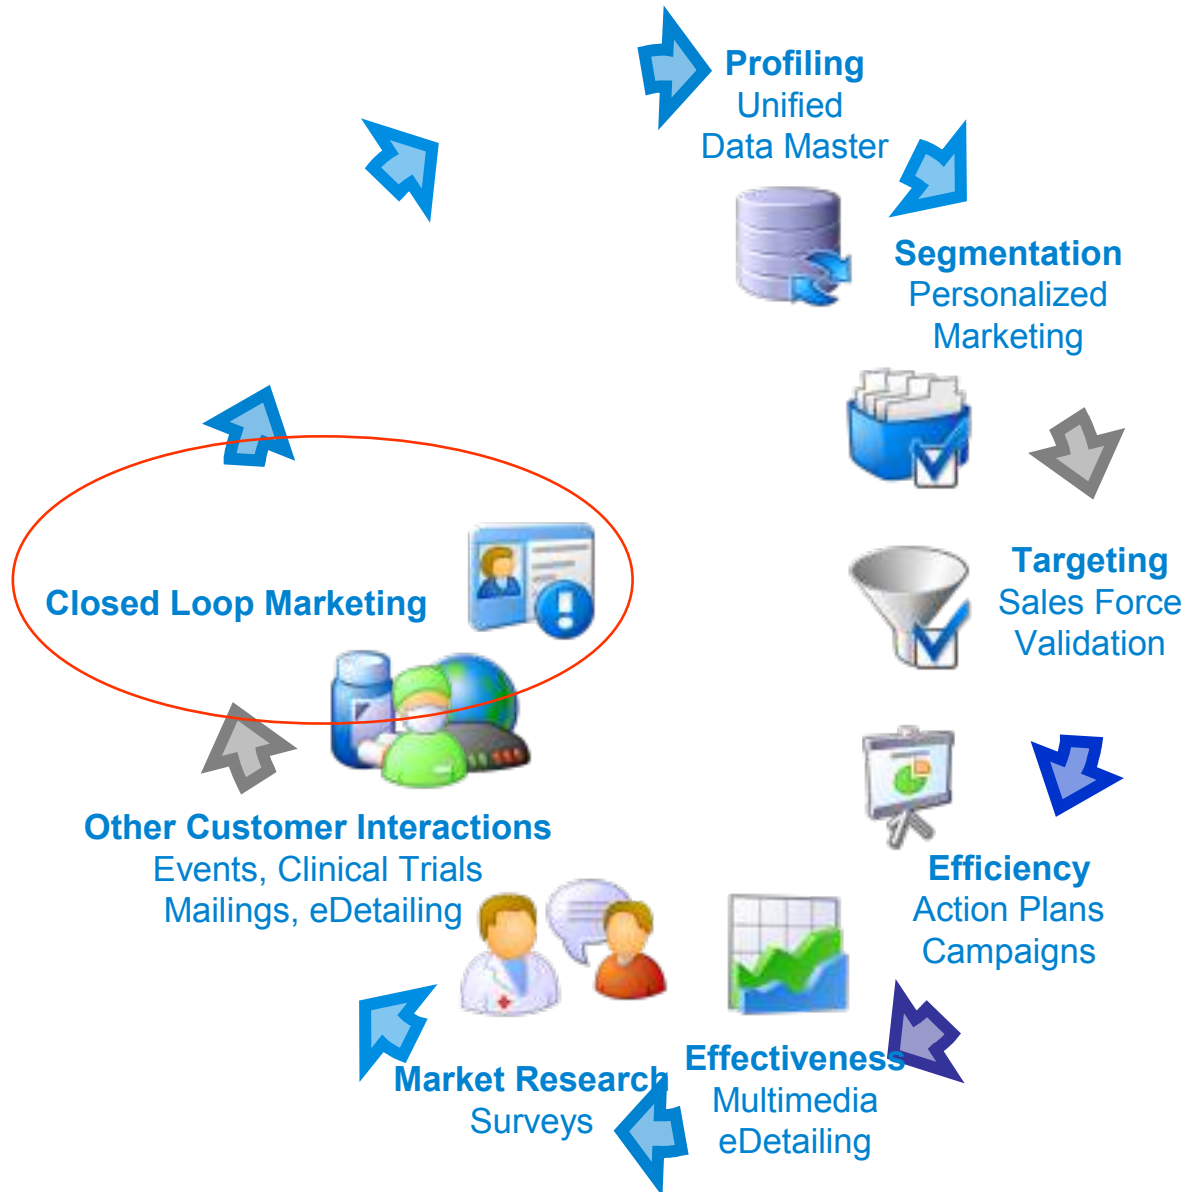 Profiling
Unified
Data Master
Segmentation
Personalized
Marketing
Targeting
Sales Force
Validation
Efficiency
Action Plans
Campaigns
Effectiveness
Multimedia
eDetailing
Market Research
Surveys
Other Customer Interactions
Events, Clinical Trials
Mailings, eDetailing
Closed Loop Marketing